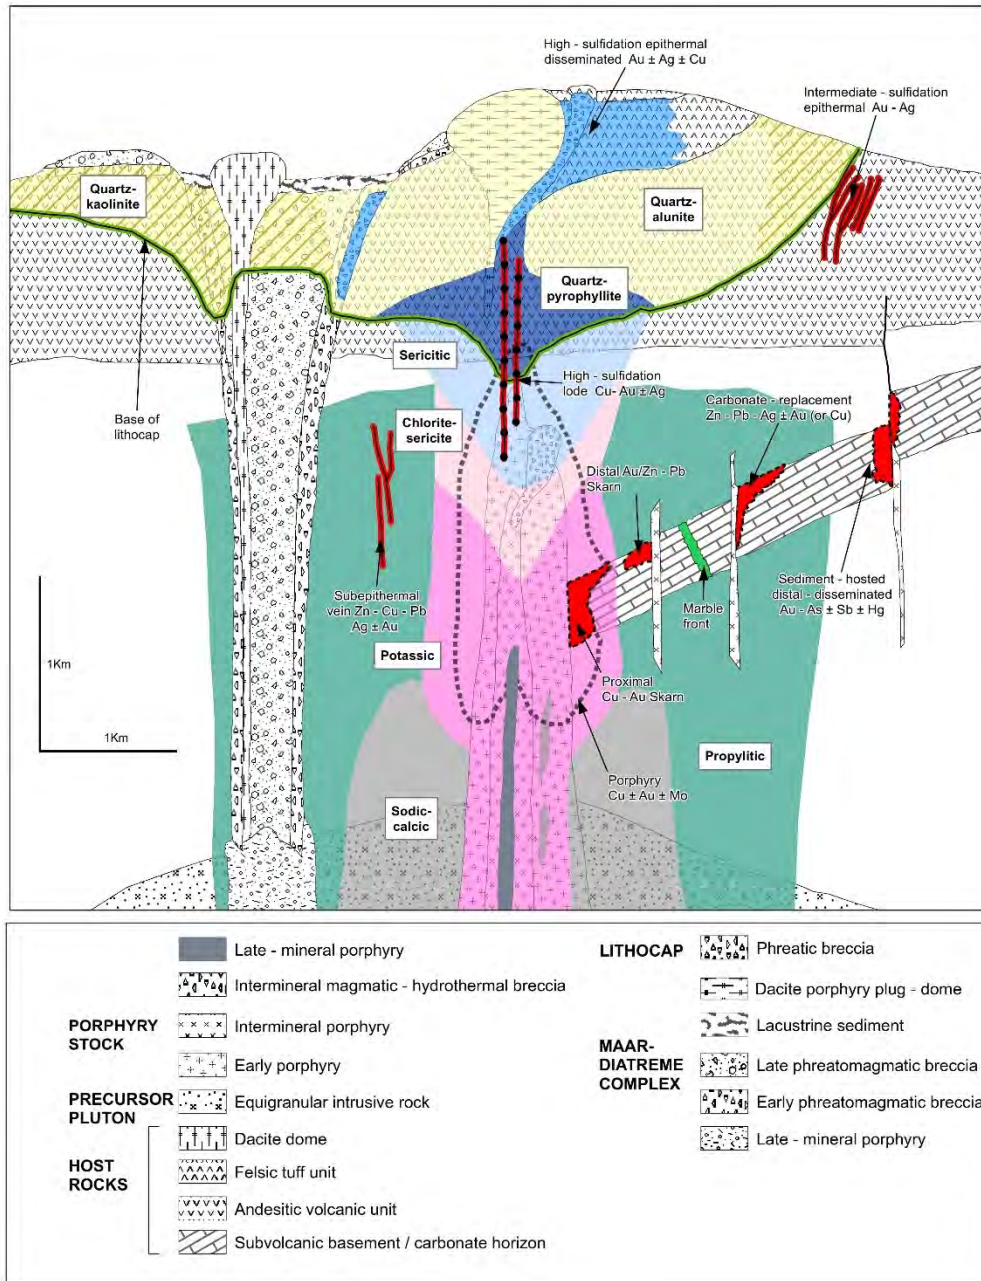 High - sulfidation epithermal
disseminated Au ± Ag ± Cu
Intermediate - sulfidation
epithermal Au - Ag
Quartz-
kaolinite
Quartz-
alunite
Quartz-
pyrophyllite
Sericitic
Base of
lithocap
High - sulfidation
lode Cu- Au ± Ag
Carbonate - replacement
Zn - Pb - Ag ± Au (or Cu)
Chlorite-
sericite
Distal Au/Zn - Pb
Skarn
Subepithermal
vein Zn - Cu - Pb
Ag ± Au
Marble
front
Sediment - hosted
distal - disseminated
Au - As ± Sb ± Hg
Potassic
1Km
1Km
Proximal
Cu - Au Skarn
Propylitic
Porphyry
Cu ± Au ± Mo
Sodic-
calcic
Late - mineral porphyry
Intermineral magmatic - hydrothermal breccia
PORPHYRY
STOCK
Intermineral porphyry
Early porphyry
PRECURSOR
PLUTON
Equigranular intrusive rock
HOST
ROCKS
Dacite dome
Felsic tuff unit
Andesitic volcanic unit
Subvolcanic basement / carbonate horizon
LITHOCAP
Phreatic breccia
Dacite porphyry plug - dome
Lacustrine sediment
MAAR-
DIATREME
COMPLEX
Late phreatomagmatic breccia
Early phreatomagmatic breccia
Late - mineral porphyry